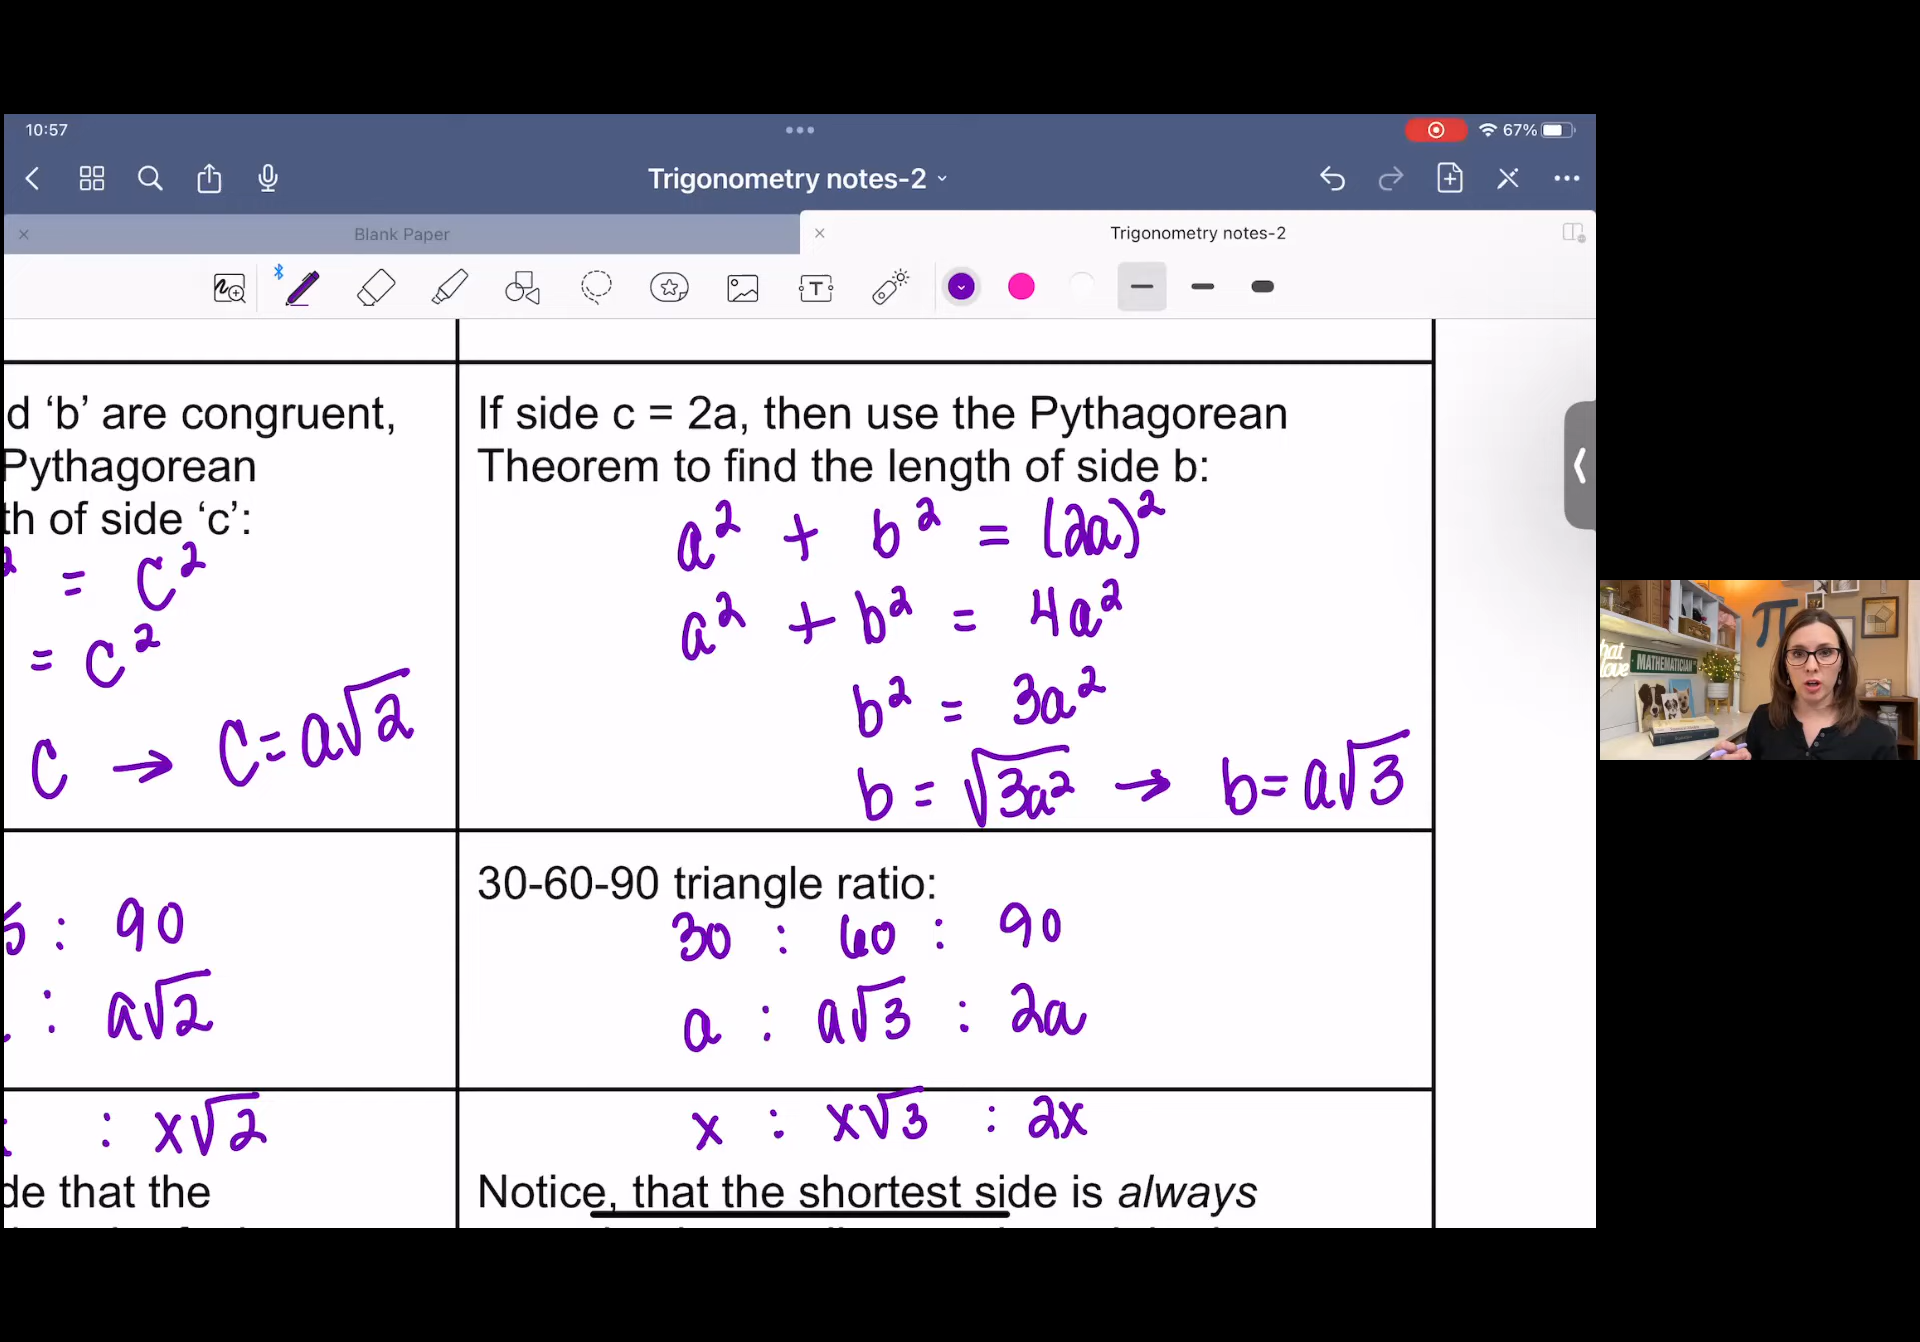 10:57
67%
Trigonometry notes-2
Blank Paper
Trigonometry notes-2
T
d ‘b’ are congruent,
Pythagorean
th of side ‘c’:
² = c²
= c²
c → c = a√2
If side c = 2a, then use the Pythagorean
Theorem to find the length of side b:
a² + b² = (2a)²
a² + b² = 4a²
b² = 3a²
b = √3a² → b = a√3
5 : 90
: a√2
30-60-90 triangle ratio:
30 : 60 : 90
a : a√3 : 2a
: x√2
de that the
x : x√3 : 2x
Notice, that the shortest side is always
π
MATHEMATICIAN